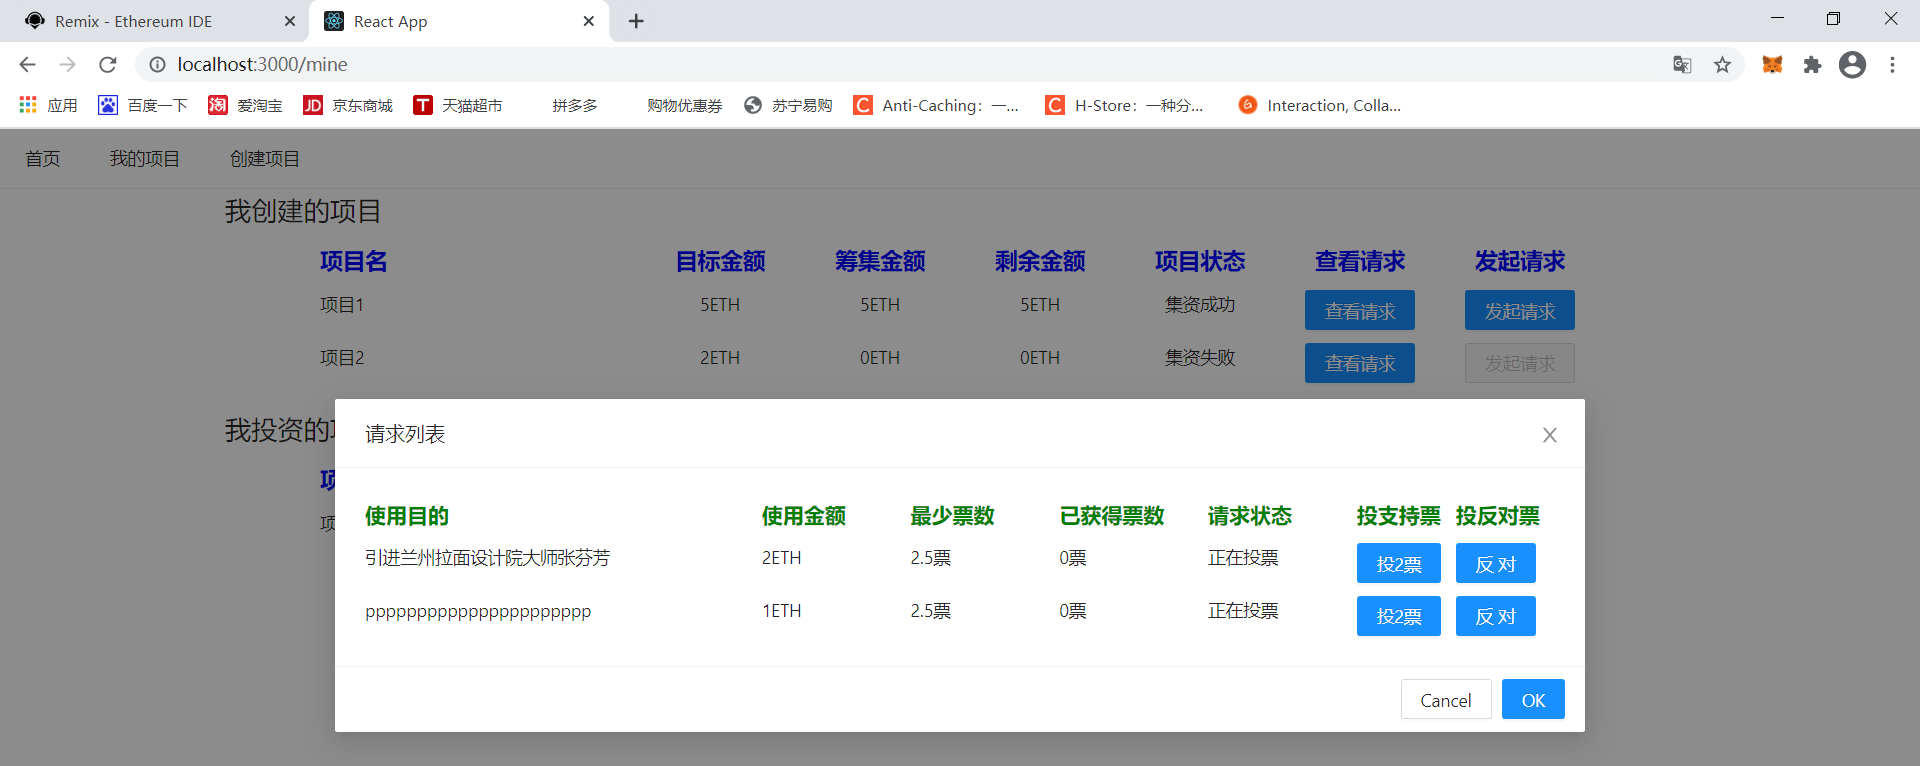 Remix - Ethereum IDE
React App
localhost:3000/mine
应用 百度一下 爱淘宝 京东商城 天猫超市 拼多多 购物优惠券 苏宁易购 Anti-Caching：一... H-Store：一种分... Interaction, Colla...
首页 我的项目 创建项目
我创建的项目
项目名 目标金额 筹集金额 剩余金额 项目状态 查看请求 发起请求
项目1 5ETH 5ETH 5ETH 集资成功 查看请求 发起请求
项目2 2ETH 0ETH 0ETH 集资失败 查看请求 发起请求
我投资的
请求列表
使用目的 使用金额 最少票数 已获得票数 请求状态 投支持票 投反对票
引进兰州拉面设计院大师张芬芳 2ETH 2.5票 0票 正在投票 投2票 反 对
pppppppppppppppppppppp 1ETH 2.5票 0票 正在投票 投2票 反 对
Cancel OK